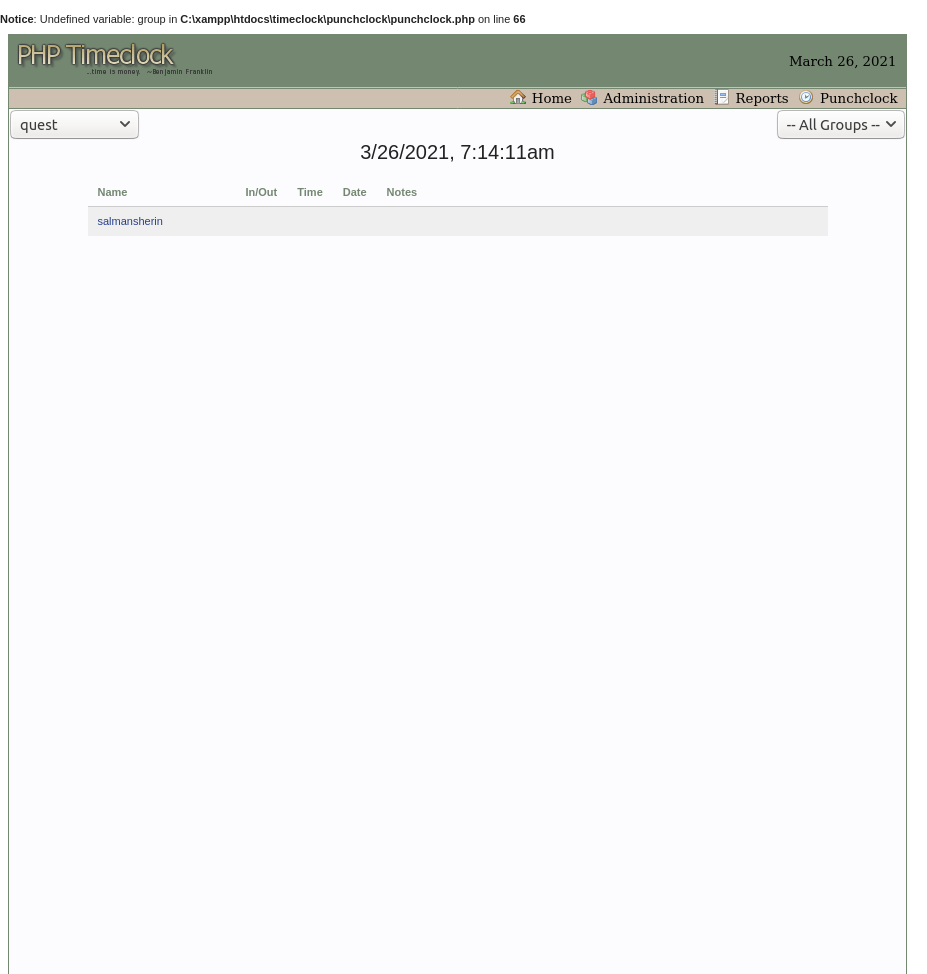 Notice: Undefined variable: group in C:\xampp\htdocs\timeclock\punchclock\punchclock.php on line 66
PHP Timeclock
...time is money. ~Benjamin Franklin
March 26, 2021
Home Administration Reports Punchclock
quest -- All Groups --
3/26/2021, 7:14:11am
Name In/Out Time Date Notes
salmansherin